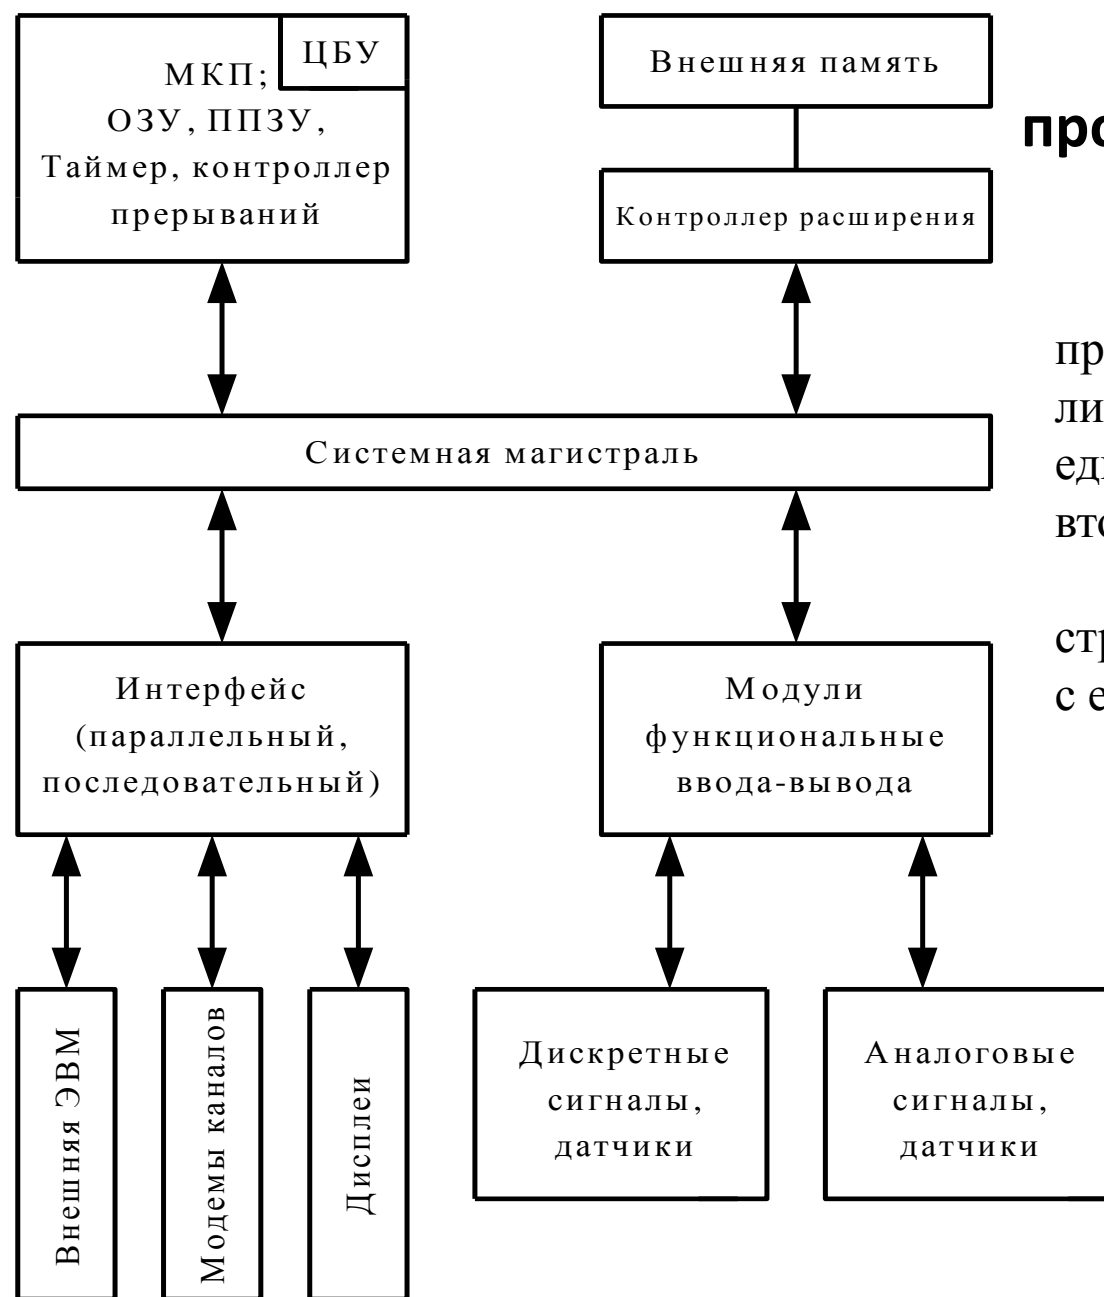 ЦБУ
МКП;
ОЗУ, ППЗУ,
Таймер, контроллер
прерываний
Внешняя память
Контроллер расширения
Системная магистраль
Интерфейс
(параллельный,
последовательный)
Модули
функциональные
ввода-вывода
Внешняя ЭВМ
Модемы каналов
Дисплеи
Дискретные
сигналы,
датчики
Аналоговые
сигналы,
датчики
с